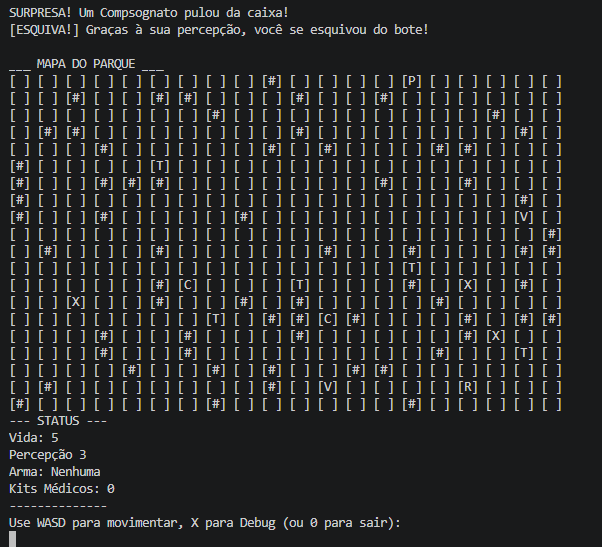 SURPRESA! Um Compsognato pulou da caixa!
[ESQUIVA!] Graças à sua percepção, você se esquivou do bote!
___ MAPA DO PARQUE ___
[ ] [ ] [ ] [ ] [ ] [ ] [ ] [ ] [ ] [#] [ ] [ ] [ ] [ ] [P] [ ] [ ] [ ] [ ] [ ]
[ ] [ ] [#] [ ] [ ] [#] [#] [ ] [ ] [ ] [#] [ ] [ ] [#] [ ] [ ] [ ] [ ] [ ] [ ]
[ ] [ ] [ ] [ ] [ ] [ ] [ ] [#] [ ] [ ] [ ] [ ] [ ] [ ] [ ] [ ] [ ] [#] [ ] [ ]
[ ] [#] [#] [ ] [ ] [ ] [ ] [ ] [ ] [ ] [#] [ ] [ ] [ ] [ ] [ ] [ ] [ ] [#] [ ]
[ ] [ ] [ ] [#] [ ] [ ] [ ] [ ] [ ] [#] [ ] [#] [ ] [ ] [ ] [#] [#] [ ] [ ] [ ]
[#] [ ] [ ] [ ] [ ] [T] [ ] [ ] [ ] [ ] [ ] [ ] [ ] [ ] [ ] [ ] [ ] [ ] [ ] [ ]
[#] [ ] [ ] [#] [#] [#] [ ] [ ] [ ] [ ] [ ] [ ] [ ] [#] [ ] [ ] [#] [ ] [ ] [ ]
[#] [ ] [ ] [ ] [ ] [ ] [ ] [ ] [ ] [ ] [ ] [ ] [ ] [ ] [ ] [ ] [ ] [ ] [#] [ ]
[#] [ ] [ ] [#] [ ] [ ] [ ] [ ] [#] [ ] [ ] [ ] [ ] [ ] [ ] [ ] [ ] [ ] [V] [ ]
[ ] [ ] [ ] [ ] [ ] [ ] [ ] [ ] [ ] [ ] [ ] [ ] [ ] [ ] [ ] [ ] [ ] [ ] [ ] [#]
[ ] [#] [ ] [ ] [ ] [#] [ ] [ ] [ ] [ ] [ ] [#] [ ] [ ] [#] [ ] [ ] [ ] [#] [#]
[ ] [ ] [ ] [ ] [ ] [ ] [ ] [ ] [ ] [ ] [ ] [ ] [ ] [ ] [T] [ ] [ ] [ ] [ ] [ ]
[ ] [ ] [ ] [ ] [ ] [#] [C] [ ] [ ] [ ] [T] [ ] [ ] [ ] [#] [ ] [X] [ ] [#] [ ]
[ ] [ ] [X] [ ] [ ] [#] [ ] [ ] [#] [ ] [#] [ ] [ ] [ ] [ ] [#] [ ] [ ] [ ] [ ]
[ ] [ ] [ ] [ ] [ ] [ ] [ ] [T] [ ] [#] [#] [C] [#] [ ] [ ] [ ] [#] [ ] [#] [#]
[ ] [ ] [ ] [#] [ ] [ ] [#] [ ] [ ] [ ] [#] [ ] [ ] [ ] [ ] [ ] [#] [X] [ ] [ ]
[ ] [ ] [ ] [#] [ ] [ ] [#] [ ] [ ] [ ] [ ] [ ] [ ] [ ] [ ] [#] [ ] [ ] [T] [ ]
[ ] [ ] [ ] [ ] [#] [ ] [ ] [#] [ ] [#] [ ] [ ] [#] [#] [ ] [ ] [ ] [ ] [ ] [ ]
[ ] [#] [ ] [ ] [ ] [ ] [ ] [ ] [ ] [#] [ ] [V] [ ] [ ] [ ] [ ] [R] [ ] [ ] [ ]
[#] [ ] [ ] [ ] [ ] [ ] [ ] [#] [ ] [ ] [ ] [ ] [ ] [ ] [#] [ ] [ ] [ ] [ ] [ ]
--- STATUS ---
Vida: 5
Percepção 3
Arma: Nenhuma
Kits Médicos: 0
--------------
Use WASD para movimentar, X para Debug (ou 0 para sair):